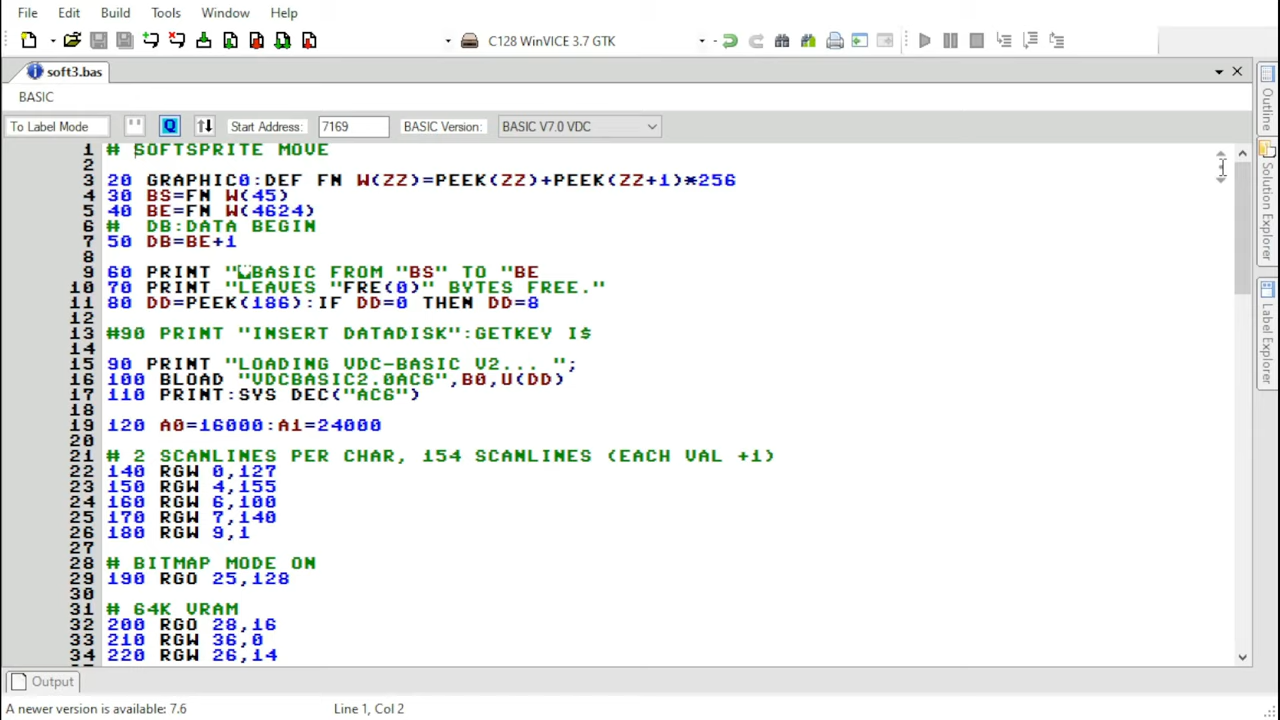 File Edit Build Tools Window Help
C128 WinVICE 3.7 GTK
soft3.bas
BASIC
To Label Mode Q Start Address: 7169 BASIC Version: BASIC V7.0 VDC
1 # SOFTSPRITE MOVE
2
3 20 GRAPHIC0:DEF FN W(ZZ)=PEEK(ZZ)+PEEK(ZZ+1)*256
4 30 BS=FN W(45)
5 40 BE=FN W(4624)
6 #  DB:DATA BEGIN
7 50 DB=BE+1
8
9 60 PRINT "BASIC FROM "BS" TO "BE
10 70 PRINT "LEAVES "FRE(0)" BYTES FREE."
11 80 DD=PEEK(186):IF DD=0 THEN DD=8
12
13 #90 PRINT "INSERT DATADISK":GETKEY I$
14
15 90 PRINT "LOADING VDC-BASIC V2... ";
16 100 BLOAD "VDCBASIC2.0AC6",B0,U(DD)
17 110 PRINT:SYS DEC("AC6")
18
19 120 A0=16000:A1=24000
20
21 # 2 SCANLINES PER CHAR, 154 SCANLINES (EACH VAL +1)
22 140 RGW 0,127
23 150 RGW 4,155
24 160 RGW 6,100
25 170 RGW 7,140
26 180 RGW 9,1
27
28 # BITMAP MODE ON
29 190 RGO 25,128
30
31 # 64K VRAM
32 200 RGO 28,16
33 210 RGW 36,0
34 220 RGW 26,14
Outline
Solution Explorer
Label Explorer
Output
A newer version is available: 7.6 Line 1, Col 2